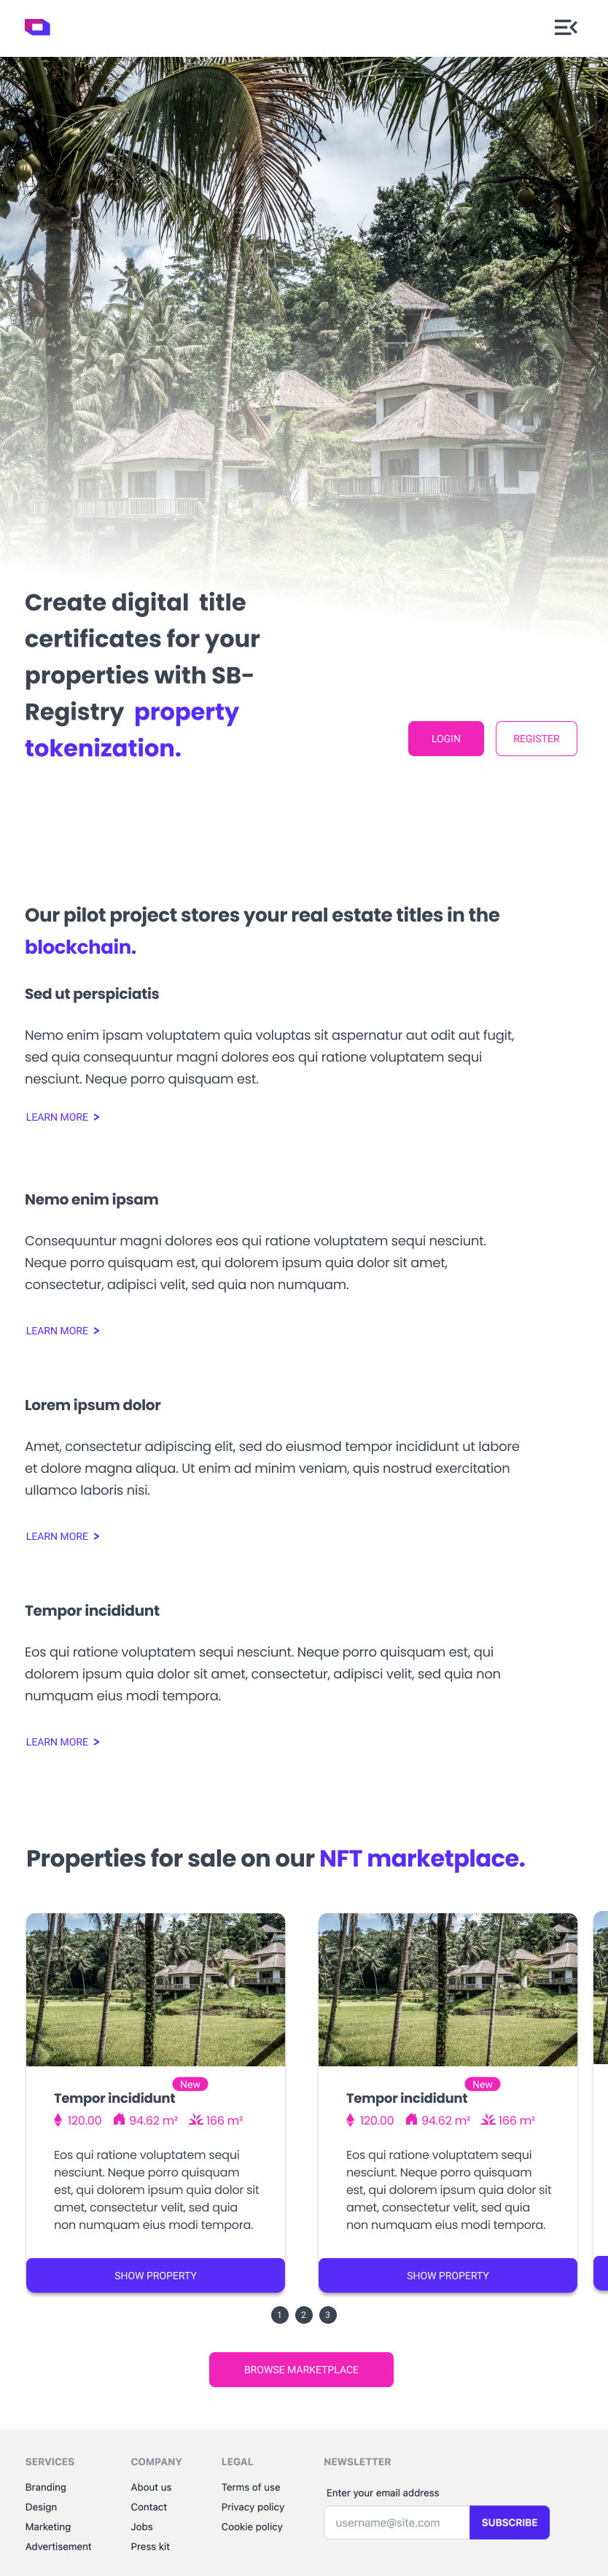 Create digital title
certificates for your
properties with SB-
Registry property
tokenization.
LOGIN
REGISTER
Our pilot project stores your real estate titles in the
blockchain.
Sed ut perspiciatis
Nemo enim ipsam voluptatem quia voluptas sit aspernatur aut odit aut fugit,
sed quia consequuntur magni dolores eos qui ratione voluptatem sequi
nesciunt. Neque porro quisquam est.
LEARN MORE >
Nemo enim ipsam
Consequuntur magni dolores eos qui ratione voluptatem sequi nesciunt.
Neque porro quisquam est, qui dolorem ipsum quia dolor sit amet,
consectetur, adipisci velit, sed quia non numquam.
LEARN MORE >
Lorem ipsum dolor
Amet, consectetur adipiscing elit, sed do eiusmod tempor incididunt ut labore
et dolore magna aliqua. Ut enim ad minim veniam, quis nostrud exercitation
ullamco laboris nisi.
LEARN MORE >
Tempor incididunt
Eos qui ratione voluptatem sequi nesciunt. Neque porro quisquam est, qui
dolorem ipsum quia dolor sit amet, consectetur, adipisci velit, sed quia non
numquam eius modi tempora.
LEARN MORE >
Properties for sale on our NFT marketplace.
New
Tempor incididunt
120.00 94.62 m² 166 m²
Eos qui ratione voluptatem sequi
nesciunt. Neque porro quisquam
est, qui dolorem ipsum quia dolor sit
amet, consectetur velit, sed quia
non numquam eius modi tempora.
SHOW PROPERTY
New
Tempor incididunt
120.00 94.62 m² 166 m²
Eos qui ratione voluptatem sequi
nesciunt. Neque porro quisquam
est, qui dolorem ipsum quia dolor sit
amet, consectetur velit, sed quia
non numquam eius modi tempora.
SHOW PROPERTY
1 2 3
BROWSE MARKETPLACE
SERVICES
Branding
Design
Marketing
Advertisement
COMPANY
About us
Contact
Jobs
Press kit
LEGAL
Terms of use
Privacy policy
Cookie policy
NEWSLETTER
Enter your email address
username@site.com
SUBSCRIBE